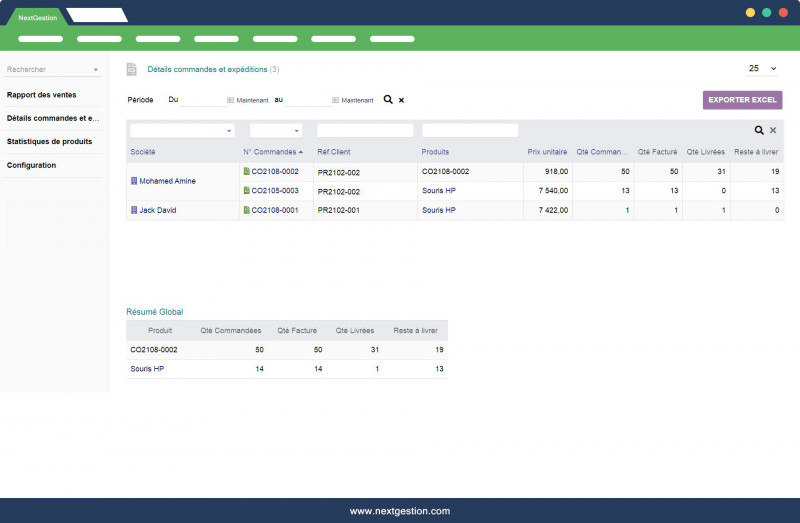 NextGestion
Rechercher
Rapport des ventes
Détails commandes et e...
Statistiques de produits
Configuration
Détails commandes et expéditions (3)
25
Période Du Maintenant au Maintenant
EXPORTER EXCEL
Société N° Commandes Réf.Client Produits Prix unitaire Qté Comman... Qté Facturé Qté Livrées Reste à livrer
Mohamed Amine CO2108-0002 PR2102-002 CO2108-0002 918,00 50 50 31 19
CO2105-0003 PR2102-002 Souris HP 7 540,00 13 13 0 13
Jack David CO2108-0001 PR2102-001 Souris HP 7 422,00 1 1 1 0
Résumé Global
Produit Qté Commandées Qté Facturé Qté Livrées Reste à livrer
CO2108-0002 50 50 31 19
Souris HP 14 14 1 13
www.nextgestion.com